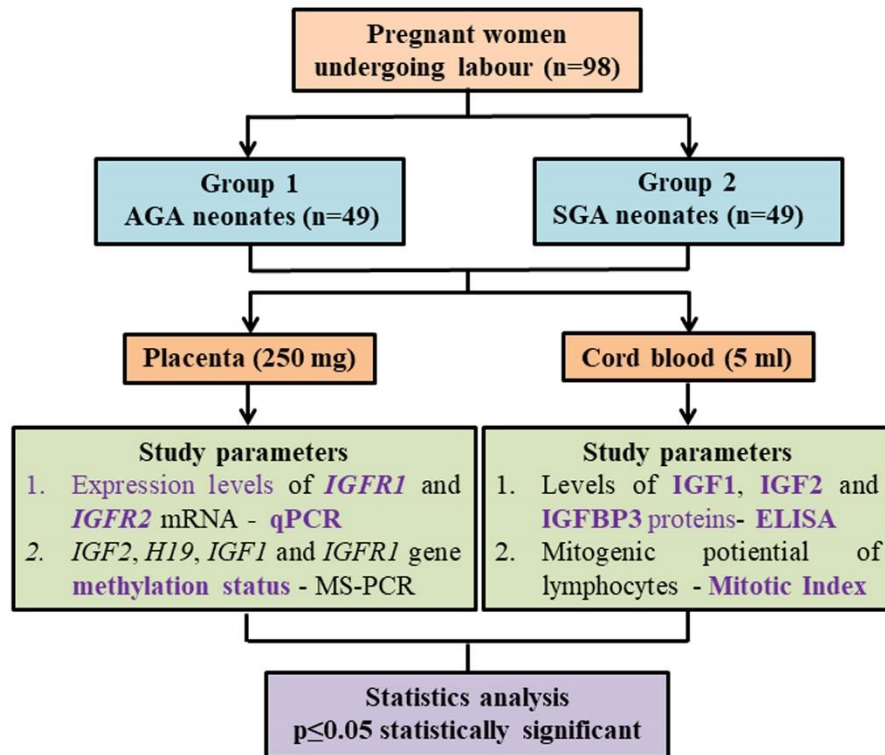 Pregnant women
undergoing labour (n=98)
Group 1
AGA neonates (n=49)
Group 2
SGA neonates (n=49)
Placenta (250 mg)
Cord blood (5 ml)
Study parameters
1. Expression levels of IGFR1 and
IGFR2 mRNA - qPCR
2. IGF2, H19, IGF1 and IGFR1 gene
methylation status - MS-PCR
Study parameters
1. Levels of IGF1, IGF2 and
IGFBP3 proteins- ELISA
2. Mitogenic potiential of
lymphocytes - Mitotic Index
Statistics analysis
p≤0.05 statistically significant